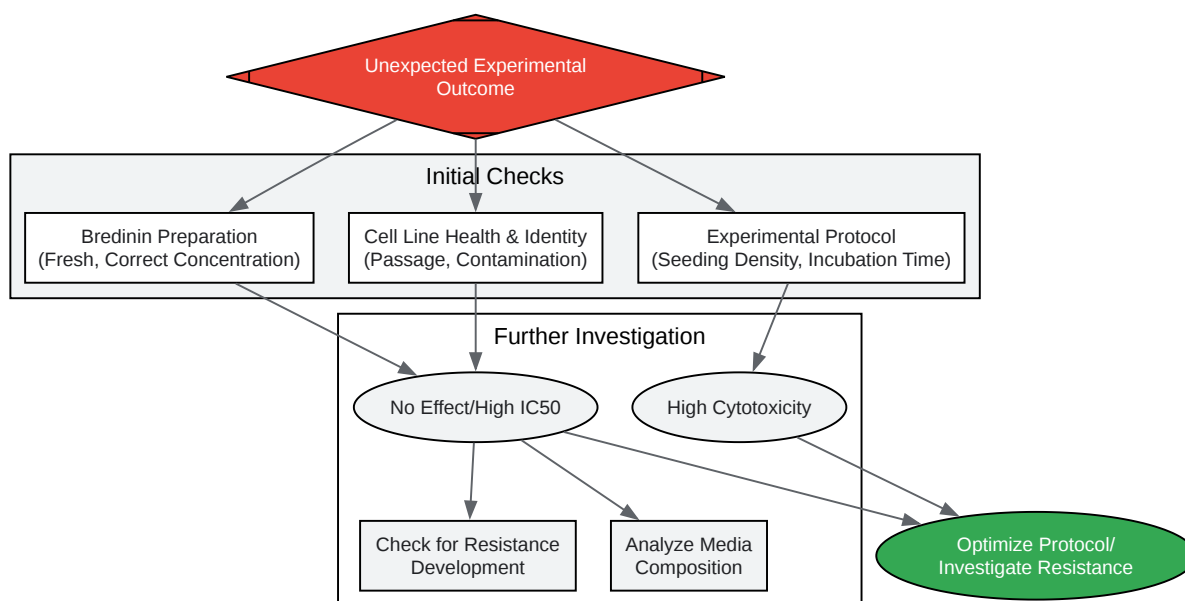 Unexpected Experimental
Outcome
Initial Checks
Bredinin Preparation
(Fresh, Correct Concentration)
Cell Line Health & Identity
(Passage, Contamination)
Experimental Protocol
(Seeding Density, Incubation Time)
Further Investigation
No Effect/High IC50
High Cytotoxicity
Check for Resistance
Development
Analyze Media
Composition
Optimize Protocol/
Investigate Resistance